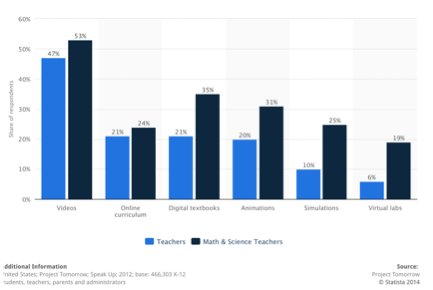 60%
50%
40%
30%
20%
10%
0%
Share of respondents
47%
53%
21%
24%
21%
35%
20%
31%
10%
25%
6%
19%
Videos
Online
curriculum
Digital textbooks
Animations
Simulations
Virtual labs
Teachers
Math & Science Teachers
dditional Information
nited States; Project Tomorrow; Speak Up; 2012; base: 466,303 K-12
udents, teachers, parents and administrators
Source:
Project Tomorrow
© Statista 2014